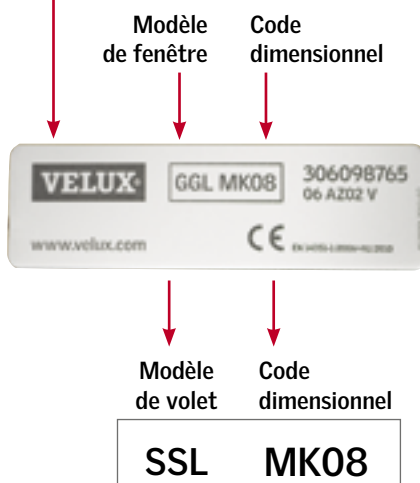 Modèle de fenêtre
Code dimensionnel
VELUX
GGL MK08
306098765
06 AZ02 V
www.velux.com
CE
Modèle de volet
Code dimensionnel
SSL MK08